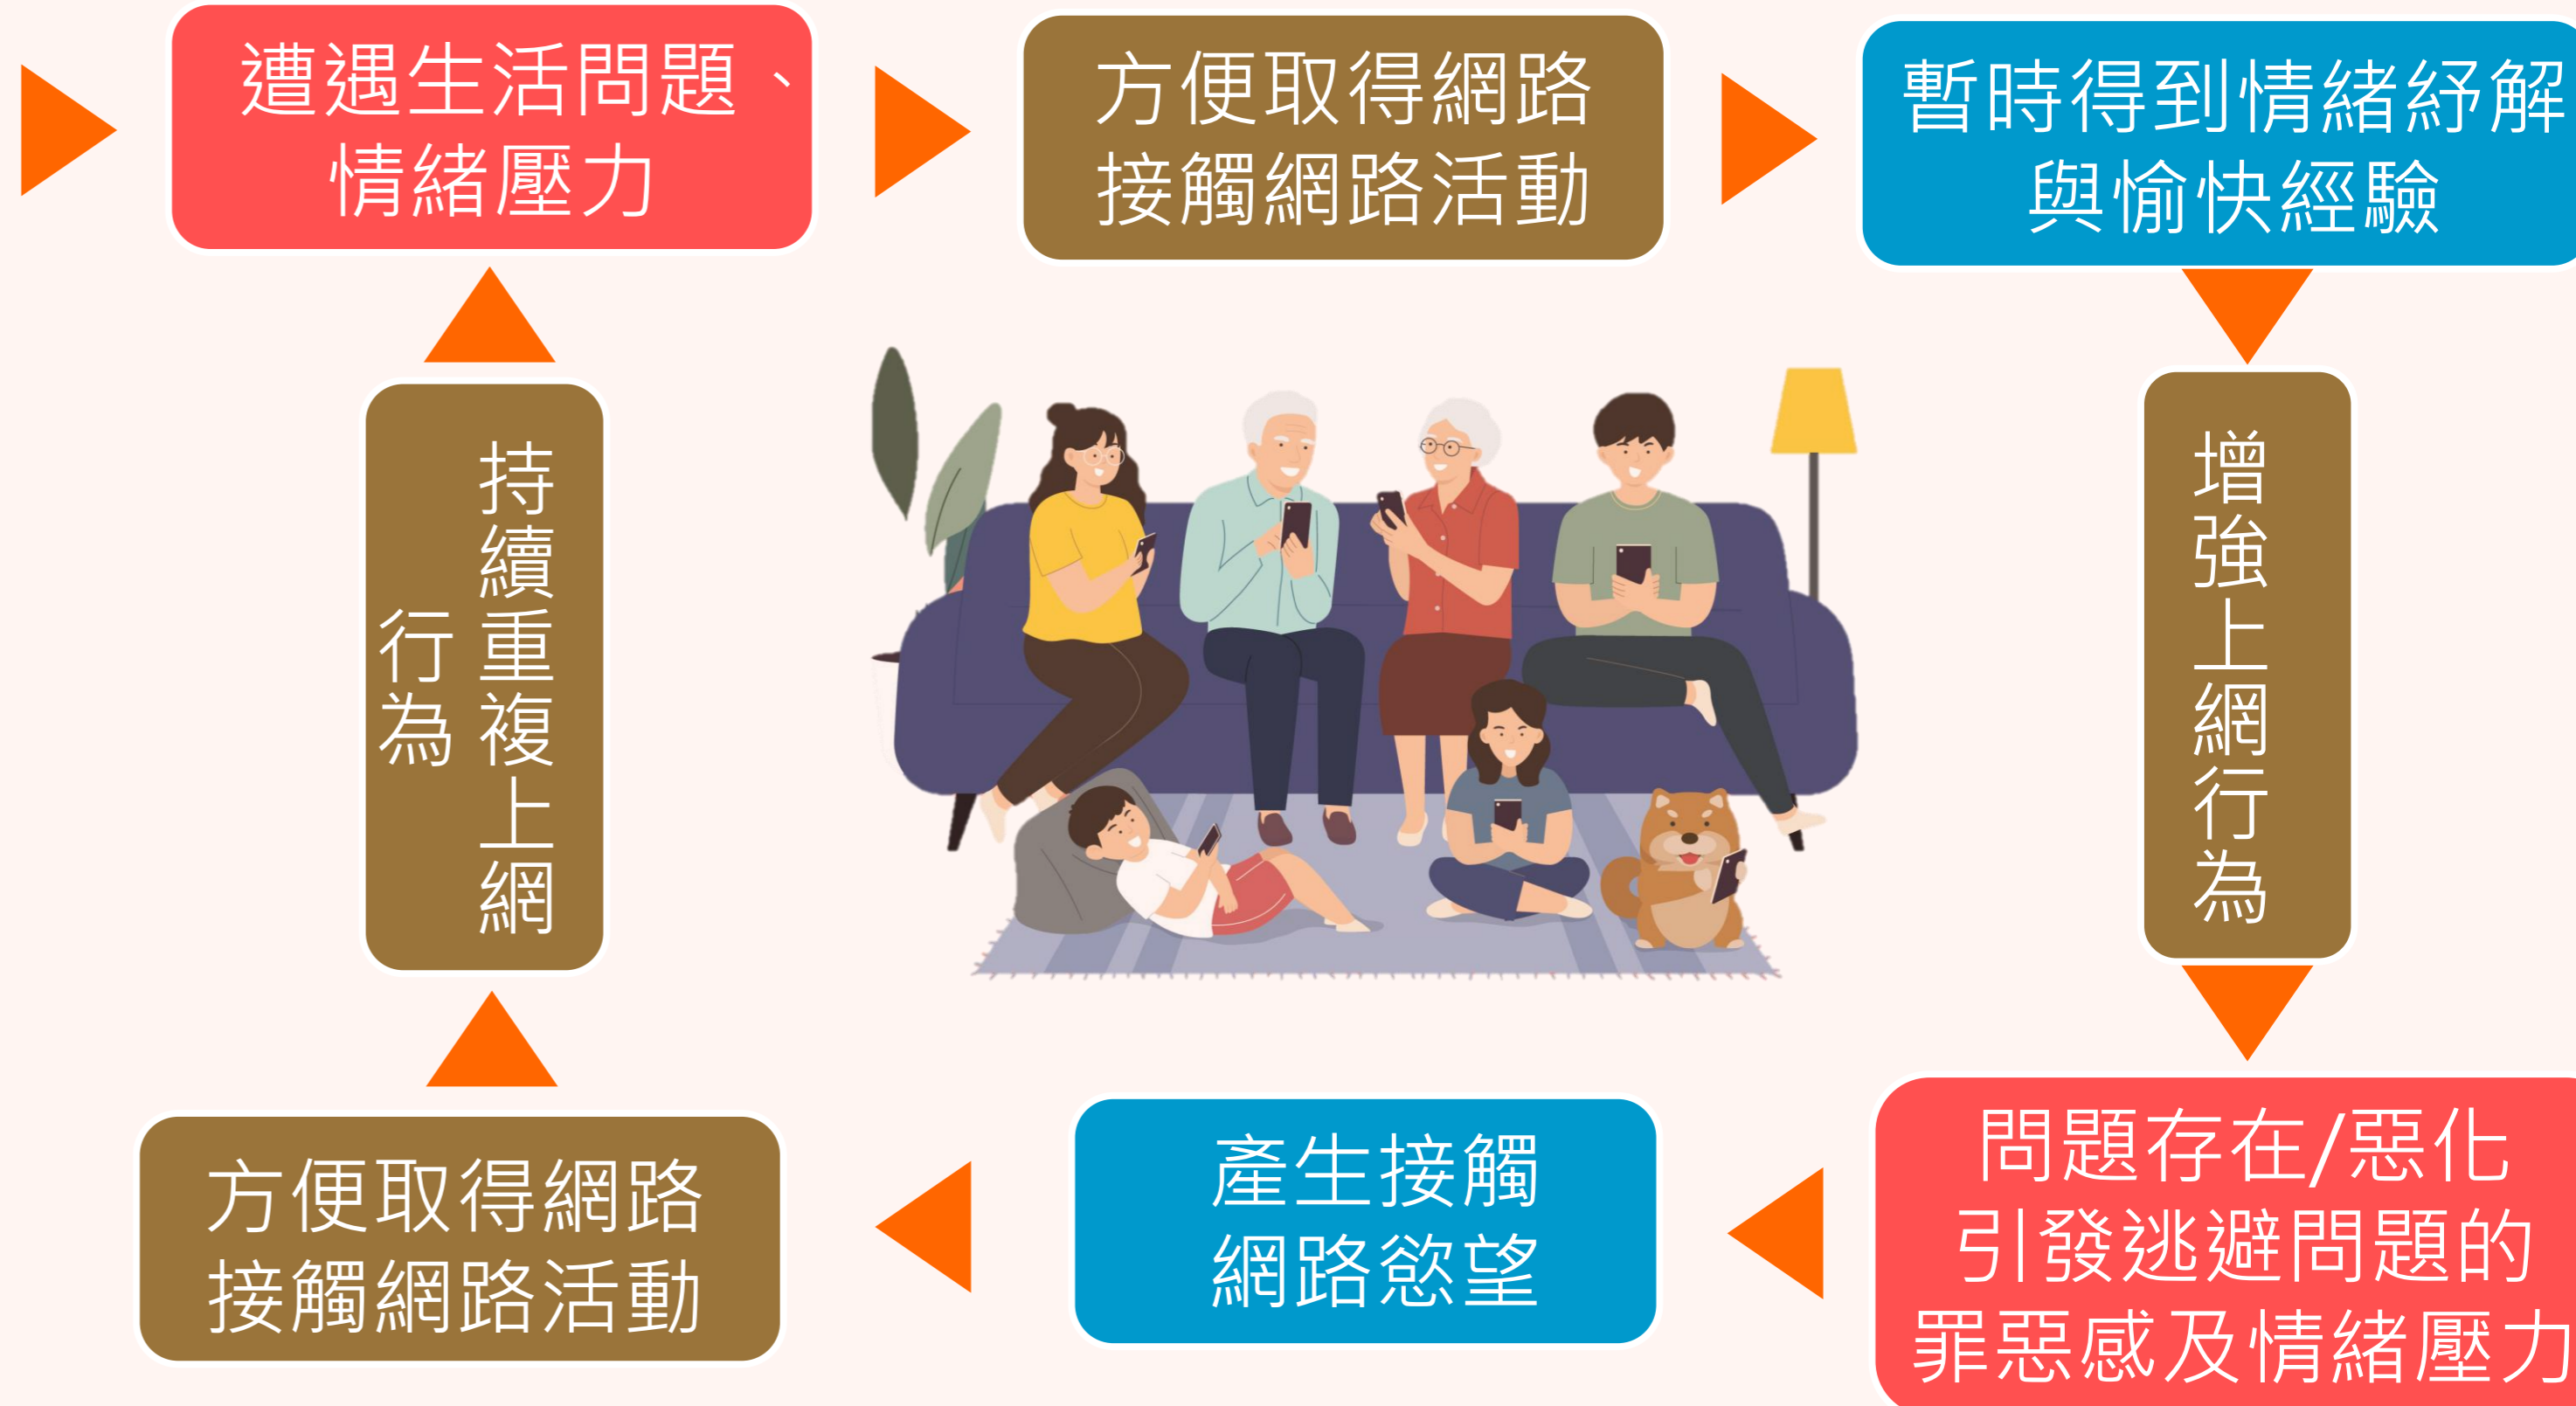 遭遇生活問題、
情緒壓力
方便取得網路
接觸網路活動
暫時得到情緒紓解
與愉快經驗
增強上網行為
問題存在/惡化
引發逃避問題的
罪惡感及情緒壓力
產生接觸
網路慾望
方便取得網路
接觸網路活動
持續重複上網
行為